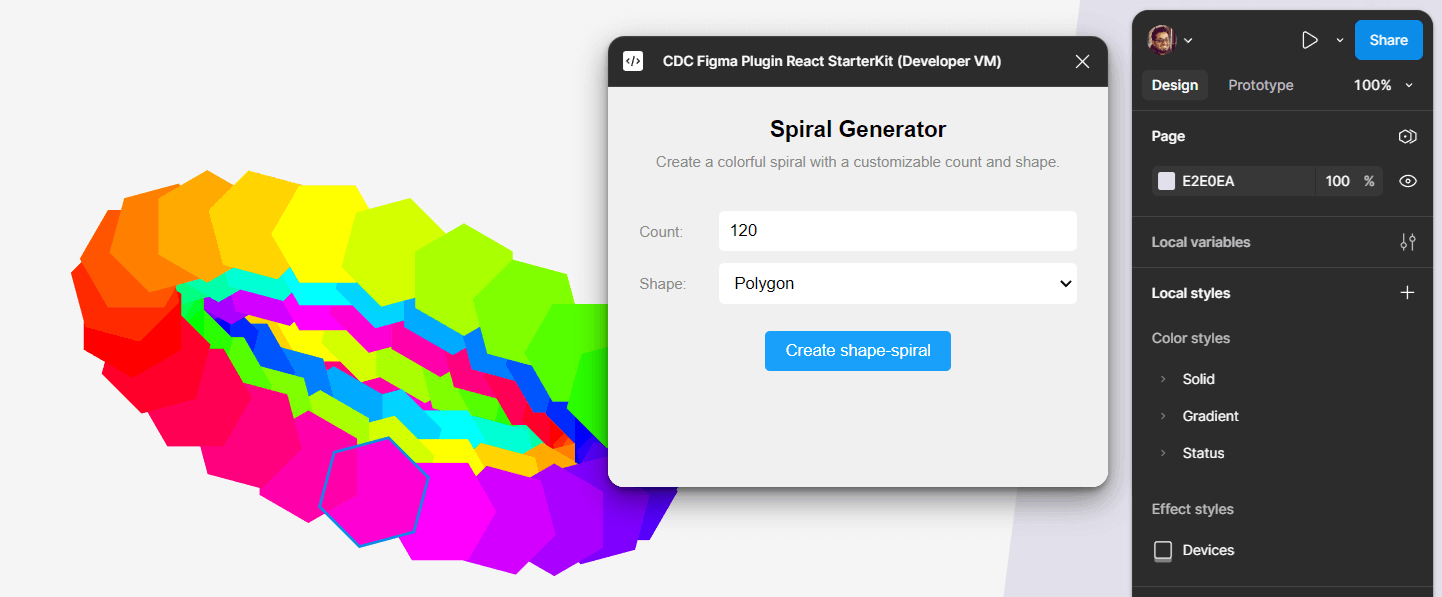 </> CDC Figma Plugin React StarterKit (Developer VM)
Spiral Generator
Create a colorful spiral with a customizable count and shape.
Count: 120
Shape: Polygon
Create shape-spiral
Share
Design Prototype 100%
Page
E2E0EA 100 %
Local variables
Local styles
Color styles
Solid
Gradient
Status
Effect styles
Devices